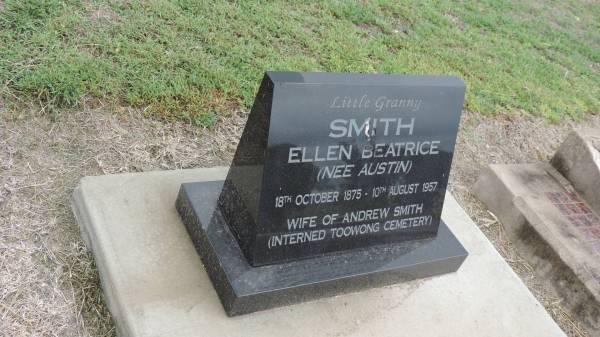 Little Granny
SMITH
ELLEN BEATRICE
(NEE AUSTIN)
18TH OCTOBER 1875 - 10TH AUGUST 1957
WIFE OF ANDREW SMITH
(INTERNED TOOWONG CEMETERY)